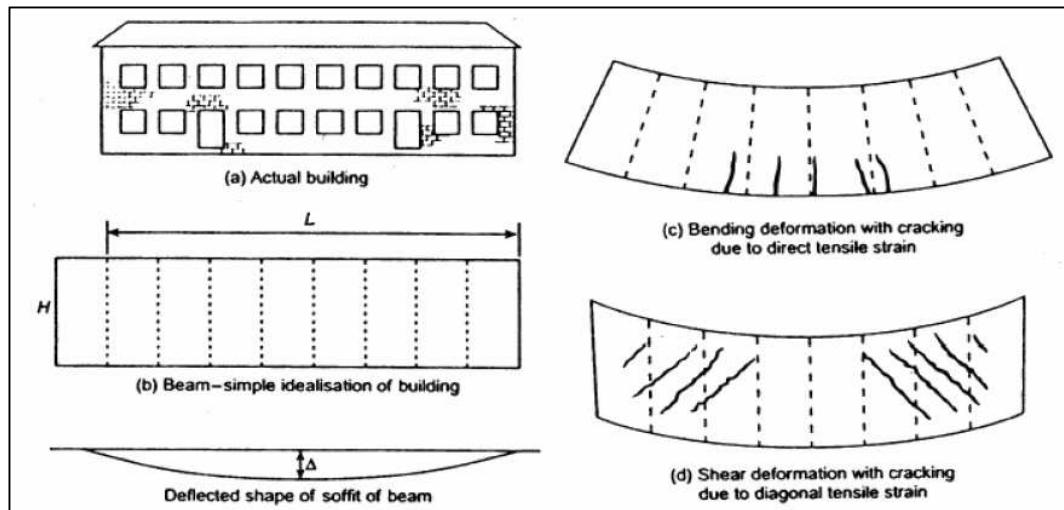 (a) Actual building
L
H
(b) Beam–simple idealisation of building
Δ
Deflected shape of soffit of beam
(c) Bending deformation with cracking
due to direct tensile strain
(d) Shear deformation with cracking
due to diagonal tensile strain